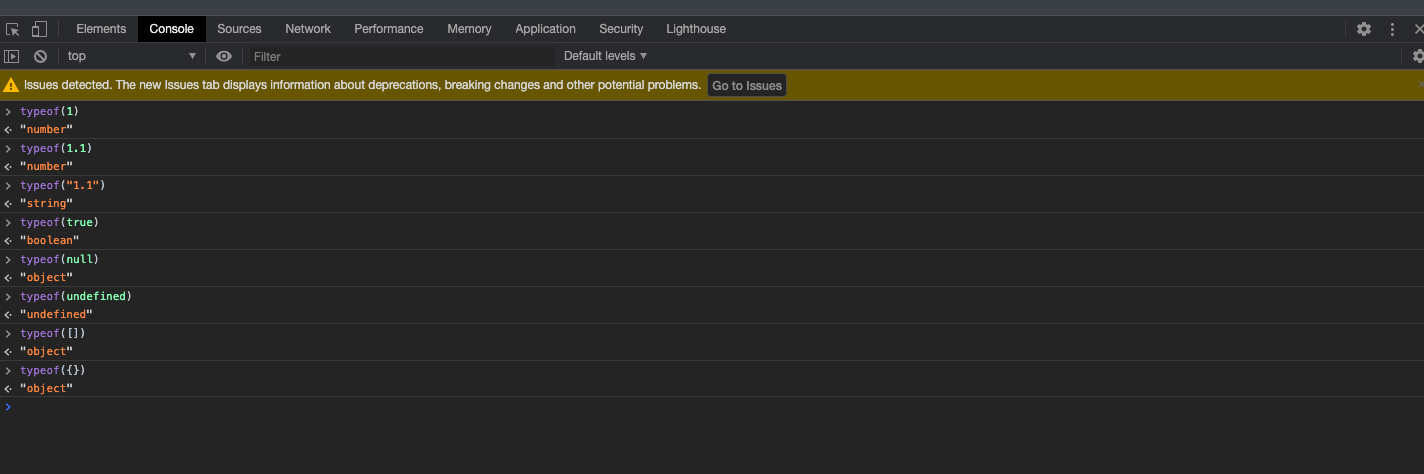 Elements Console Sources Network Performance Memory Application Security Lighthouse
top Filter Default levels
Issues detected. The new Issues tab displays information about deprecations, breaking changes and other potential problems. Go to Issues
typeof(1)
"number"
typeof(1.1)
"number"
typeof("1.1")
"string"
typeof(true)
"boolean"
typeof(null)
"object"
typeof(undefined)
"undefined"
typeof([])
"object"
typeof({})
"object"